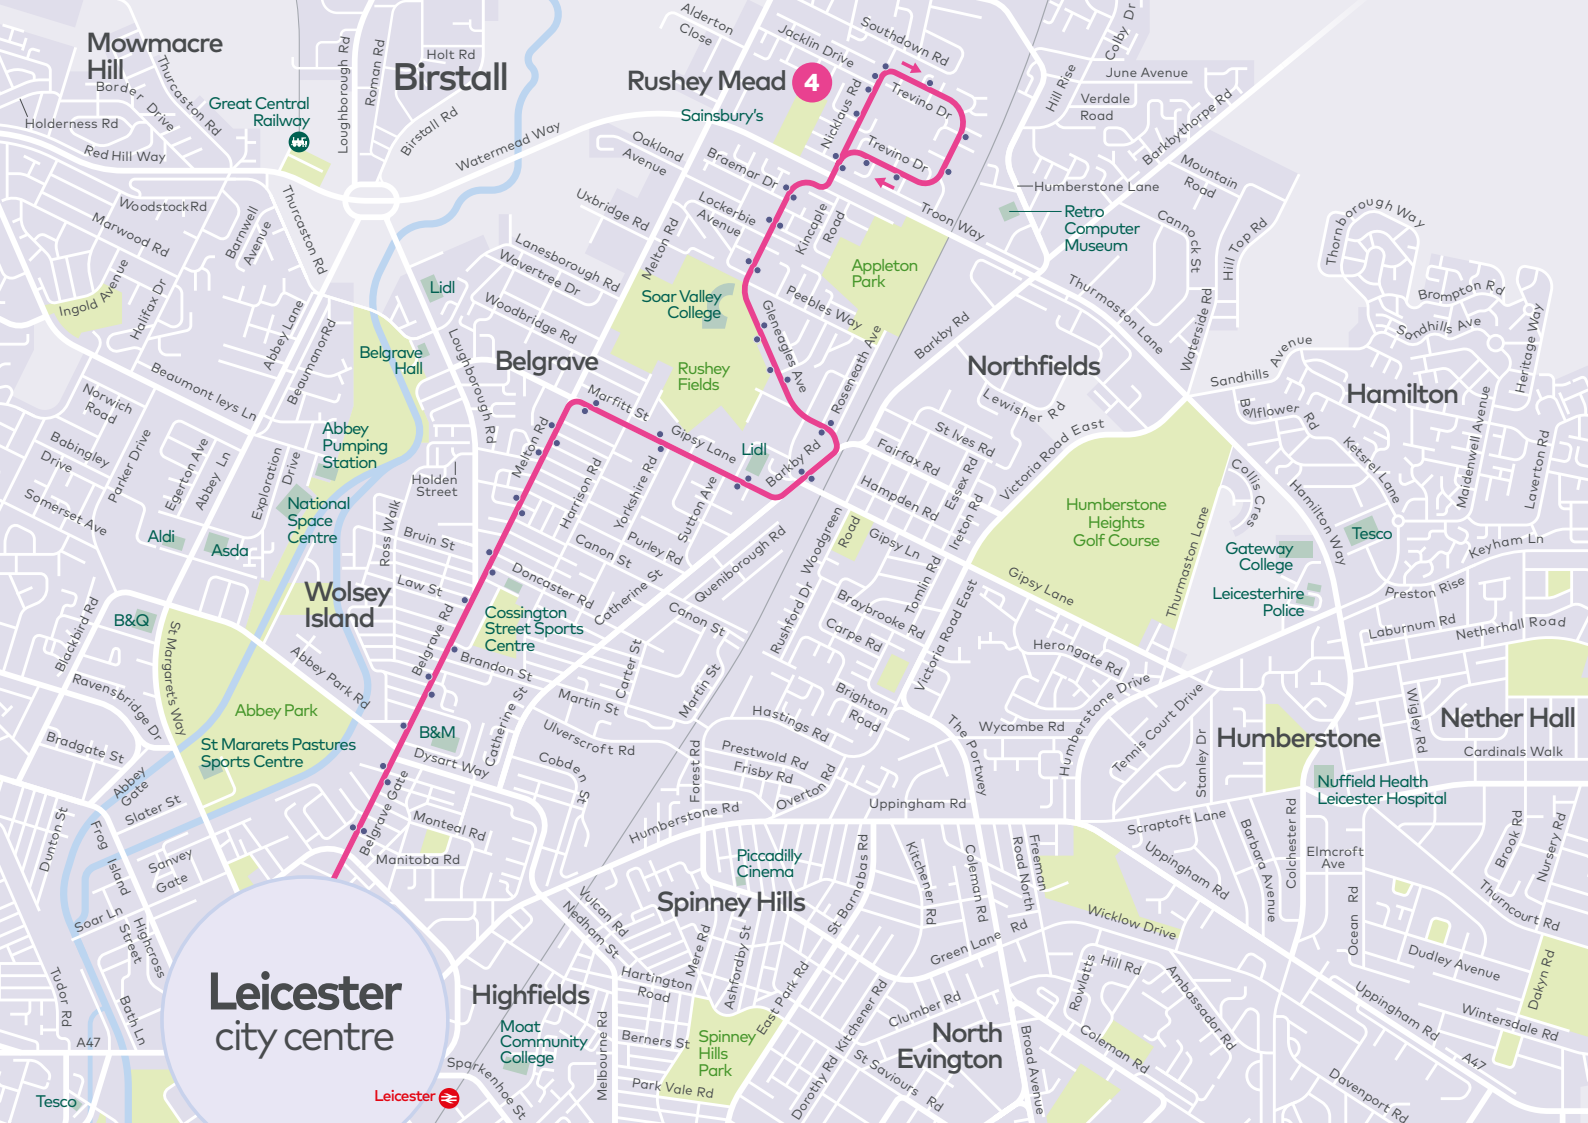 Mowmacre
Hill
Border Drive
Thurcaston Rd
Holderness Rd
Red Hill Way
Great Central
Railway
Loughborough Rd
Roman Rd
Holt Rd
Birstall
Birstall Rd
Watermead Way
Alderton
Close
Rushey Mead
4
Sainsbury's
Jacklin Drive
Southdown Rd
Nicklaus Rd
Trevino Dr
Trevino Dr
Colby Dr
Hill Rise
June Avenue
Verdale
Road
Barkbythorpe Rd
Mountain
Road
Humberstone Lane
Retro
Computer
Museum
Cannock St
Hill Top Rd
Thornborough Way
Oakland
Avenue
Braemar Dr
Uxbridge Rd
Lockerbie
Avenue
Kincaple
Road
Troon Way
Melton Rd
Appleton
Park
Woodstock Rd
Marwood Rd
Barnwell
Avenue
Thurcaston Rd
Ingold Avenue
Halifax Dr
Abbey Lane
Beaumanor Rd
Lidl
Lanesborough Rd
Wavertree Dr
Woodbridge Rd
Soar Valley
College
Peebles Way
Gleneagles Ave
Roseneath Ave
Barkby Rd
Thurmaston Lane
Waterside Rd
Brompton Rd
Sandhills Ave
Heritage Way
Belgrave
Hall
Loughborough Rd
Belgrave
Rushey
Fields
Northfields
Sandhills Avenue
Hamilton
Beaumont leys Ln
Norwich
Road
Babingley
Drive
Parker Drive
Egerton Ave
Abbey Ln
Exploration
Drive
Abbey
Pumping
Station
Marfitt St
Melton Rd
Gipsy Lane
Lidl
Barkby Rd
Lewisher Rd
St Ives Rd
Fairfax Rd
Victoria Road East
Bellflower Rd
Ketsrel Lane
Maidenwell Avenue
Laverton Rd
Somerset Ave
Aldi
Asda
National
Space
Centre
Holden
Street
Ross Walk
Harrison Rd
Yorkshire Rd
Sutton Ave
Hampden Rd
Essex Rd
Ireton Rd
Humberstone
Heights
Golf Course
Collis Cres
Hamilton Way
Tesco
Gateway
College
Keyham Ln
Bruin St
Law St
Canon St
Purley Rd
Queniborough Rd
Woodgreen
Road
Gipsy Ln
Tomlin Rd
Gipsy Lane
Thurmaston Lane
Leicesterhire
Police
Preston Rise
Laburnum Rd
Netherhall Road
Wolsey
Island
B&Q
Blackbird Rd
St Margaret's Way
Abbey Park Rd
Belgrave Rd
Doncaster Rd
Cossington
Street Sports
Centre
Catherine St
Canon St
Rushford Dr
Braybrooke Rd
Carpe Rd
Victoria Road East
Herongate Rd
Ravensbridge Dr
Abbey Park
Brandon St
Martin St
Carter St
Martin St
Brighton
Road
Humberstone Drive
Tennis Court Drive
Bradgate St
St Mararets Pastures
Sports Centre
Abbey
Gate
Slater St
B&M
Dysart Way
Catherine St
Ulverscroft Rd
Cobden St
Hastings Rd
Prestwold Rd
Frisby Rd
Forest Rd
Overton Rd
The Portwey
Wycombe Rd
Stanley Dr
Humberstone
Wigley Rd
Nether Hall
Cardinals Walk
Nuffield Health
Leicester Hospital
Dunton St
Frog Island
Sanvey
Gate
Belgrave Gate
Monteal Rd
Manitoba Rd
Humberstone Rd
Uppingham Rd
Piccadilly
Cinema
Spinney Hills
St Barnabas Rd
Kitchener Rd
Coleman Rd
Freeman
Road North
Scraptoft Lane
Uppingham Rd
Barbara Avenue
Colchester Rd
Elmcroft
Ave
Brook Rd
Nursery Rd
Soar Ln
Highcross
Street
Vulcan Rd
Nedham St
Wicklow Drive
Green Lane Rd
Ocean Rd
Thurncourt Rd
Dudley Avenue
Tudor Rd
Bath Ln
Leicester
city centre
Highfields
Moat
Community
College
Hartington
Road
Mere Rd
Ashfordby St
East Park Rd
Kitchener Rd
Clumber Rd
Rowlatts Hill Rd
Ambassador Rd
Dakyn Rd
Uppingham Rd
Wintersdale Rd
A47
Tesco
Leicester
Sparkenhoe St
Melbourne Rd
Berners St
Park Vale Rd
Spinney
Hills
Park
Dorothy Rd
St Saviours Rd
North
Evington
Broad Avenue
Coleman Rd
Davenport Rd
A47